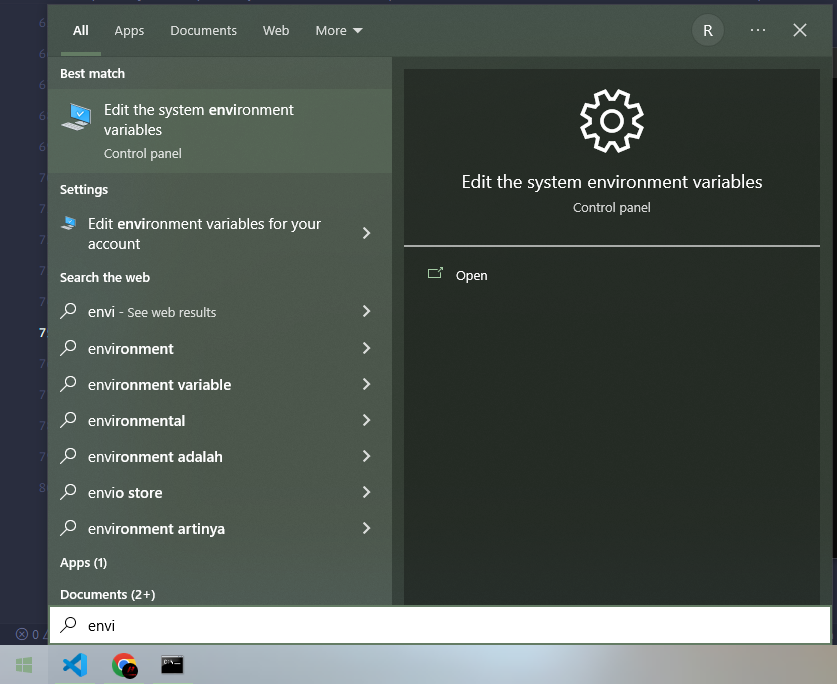 All Apps Documents Web More R ...
Best match
Edit the system environment
variables
Control panel
Settings
Edit environment variables for your
account
Search the web
envi - See web results
environment
environment variable
environmental
environment adalah
envio store
environment artinya
Apps (1)
Documents (2+)
envi
Edit the system environment variables
Control panel
Open
0